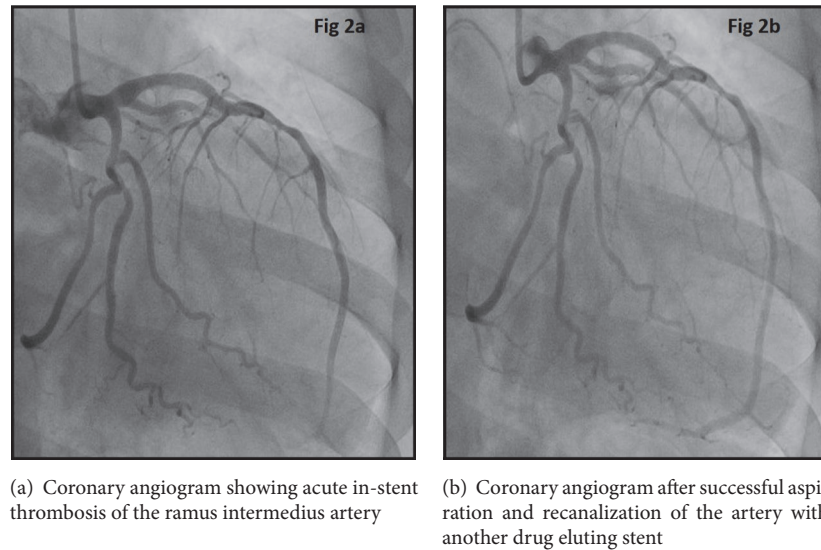 Fig 2a
Fig 2b
(a) Coronary angiogram showing acute in-stent
thrombosis of the ramus intermedius artery
(b) Coronary angiogram after successful aspi-
ration and recanalization of the artery with
another drug eluting stent